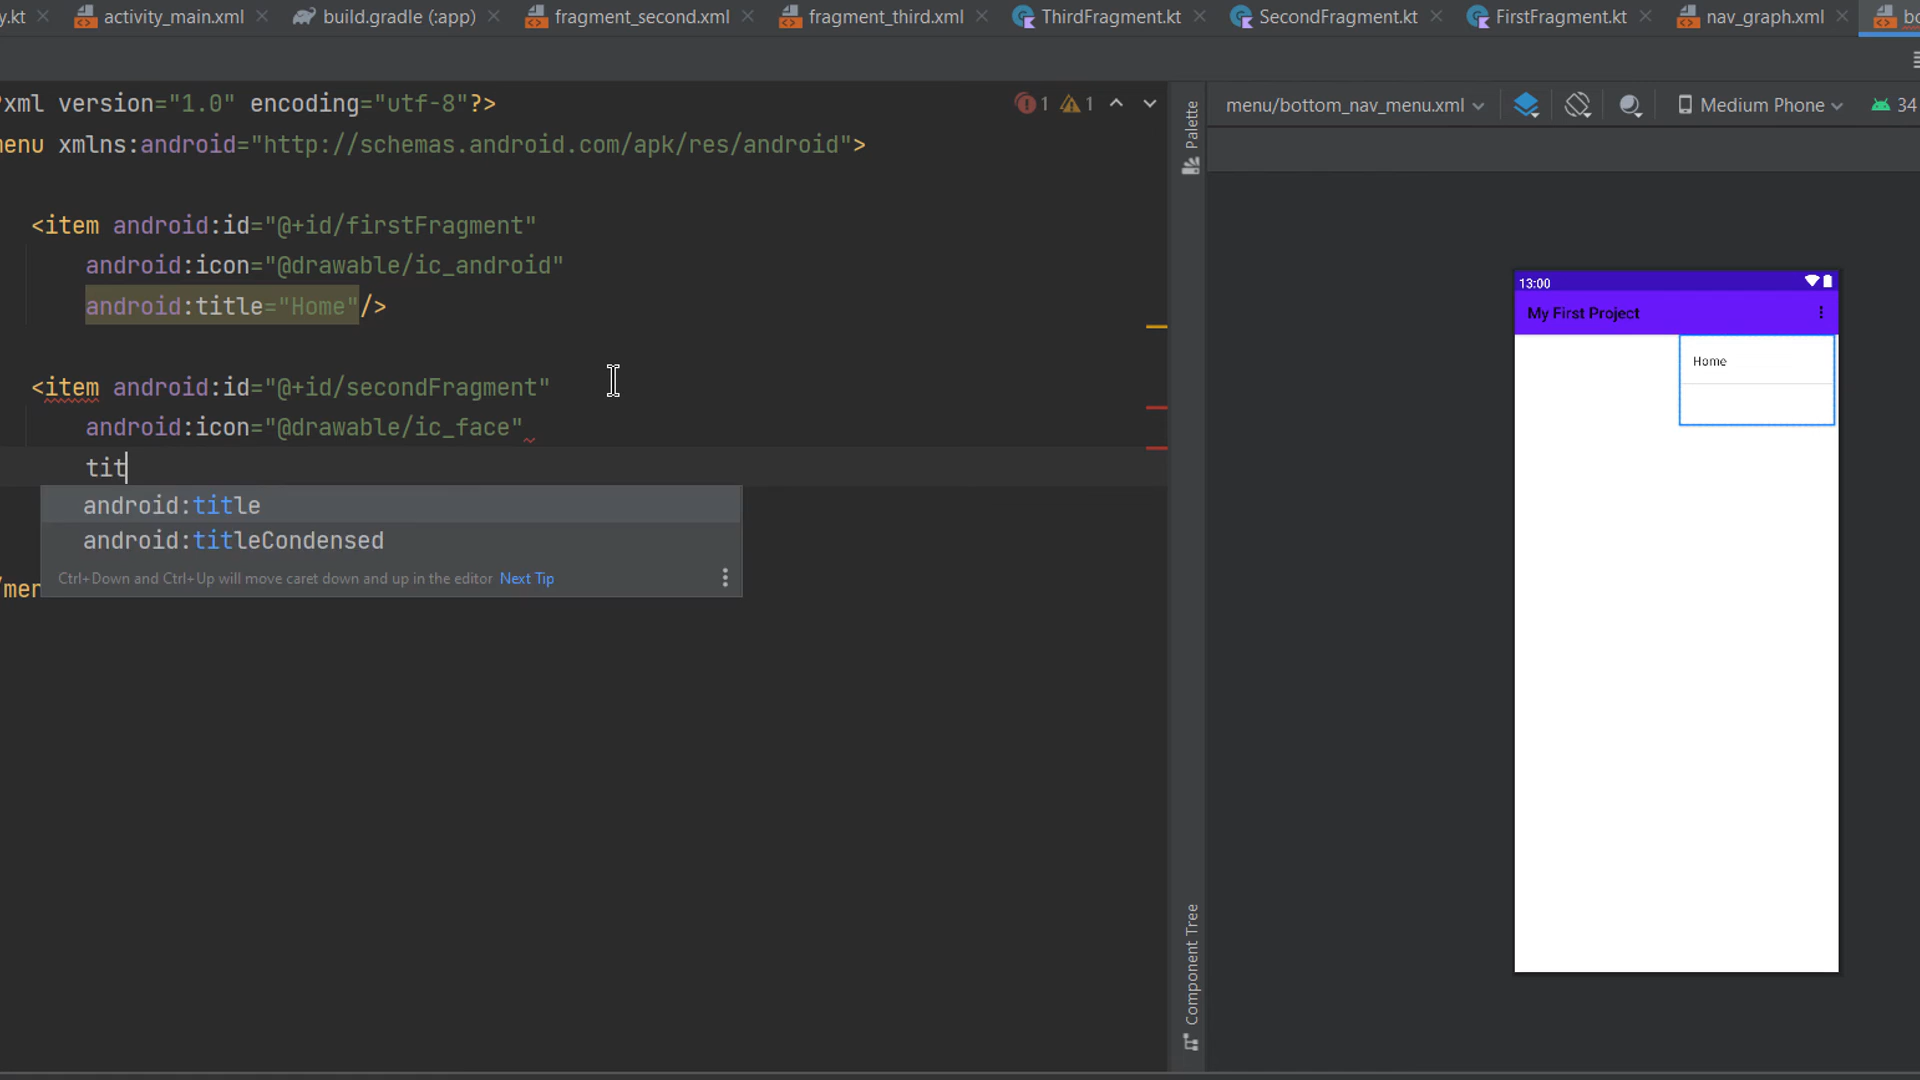 y.kt
activity_main.xml
build.gradle (:app)
fragment_second.xml
fragment_third.xml
ThirdFragment.kt
SecondFragment.kt
FirstFragment.kt
nav_graph.xml
bo
?xml version="1.0" encoding="utf-8"?>
menu xmlns:android="http://schemas.android.com/apk/res/android">
<item android:id="@+id/firstFragment"
android:icon="@drawable/ic_android"
android:title="Home"/>
<item android:id="@+id/secondFragment"
android:icon="@drawable/ic_face"
tit
android:title
android:titleCondensed
Ctrl+Down and Ctrl+Up will move caret down and up in the editor Next Tip
/men
1 1
Palette
Component Tree
menu/bottom_nav_menu.xml
Medium Phone
34
13:00
My First Project
Home